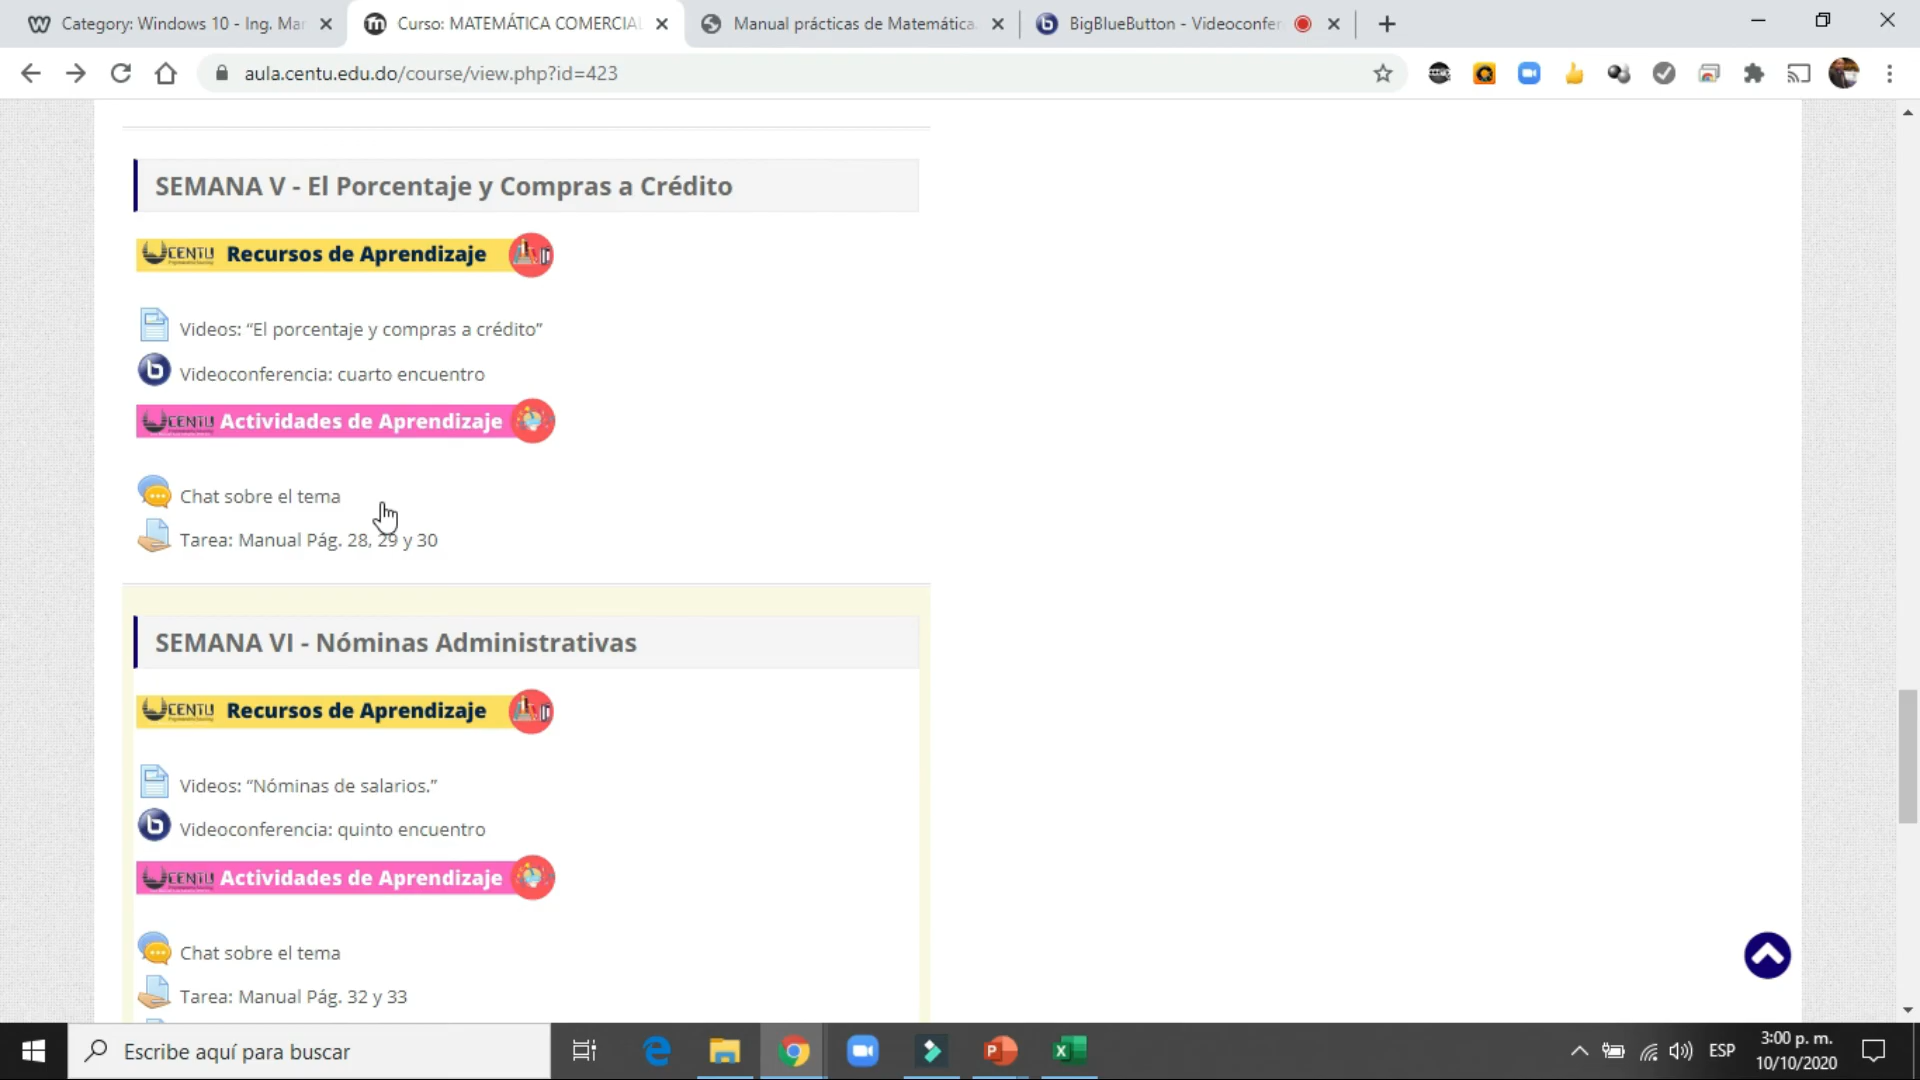 Category: Windows 10 - Ing. Mar
Curso: MATEMÁTICA COMERCIAL
Manual prácticas de Matemática.
BigBlueButton - Videoconfer
aula.centu.edu.do/course/view.php?id=423
SEMANA V - El Porcentaje y Compras a Crédito
CENTU Recursos de Aprendizaje
Videos: “El porcentaje y compras a crédito”
Videoconferencia: cuarto encuentro
CENTU Actividades de Aprendizaje
Chat sobre el tema
Tarea: Manual Pág. 28, 29 y 30
SEMANA VI - Nóminas Administrativas
CENTU Recursos de Aprendizaje
Videos: “Nóminas de salarios.”
Videoconferencia: quinto encuentro
CENTU Actividades de Aprendizaje
Chat sobre el tema
Tarea: Manual Pág. 32 y 33
Escribe aquí para buscar
ESP
3:00 p. m.
10/10/2020